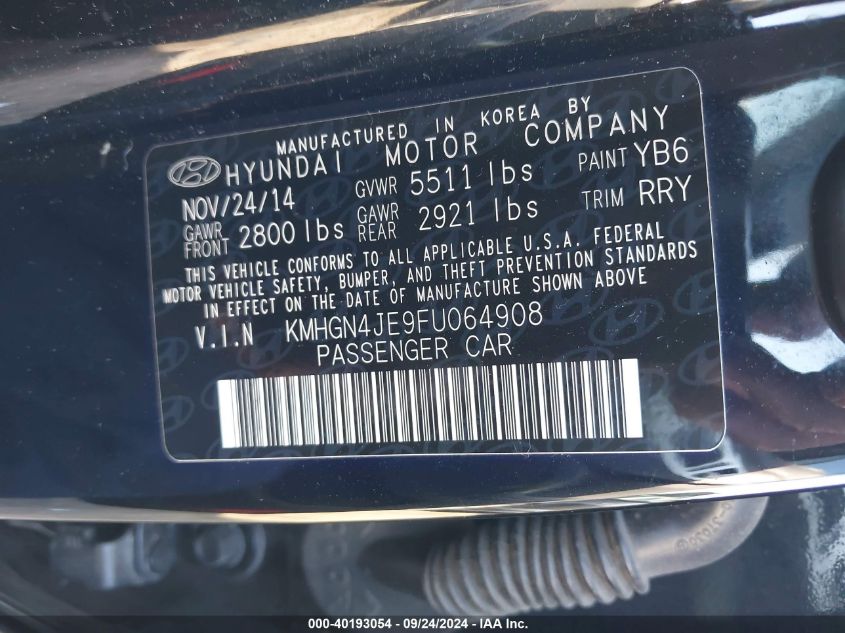 MANUFACTURED IN KOREA BY
HYUNDAI MOTOR COMPANY
NOV/24/14 GVWR 5511 lbs PAINT YB6
GAWR FRONT 2800 lbs GAWR REAR 2921 lbs TRIM RRY
THIS VEHICLE CONFORMS TO ALL APPLICABLE U.S.A. FEDERAL
MOTOR VEHICLE SAFETY, BUMPER, AND THEFT PREVENTION STANDARDS
IN EFFECT ON THE DATE OF MANUFACTURE SHOWN ABOVE
V.I.N KMHGN4JE9FU064908
PASSENGER CAR
000-40193054 - 09/24/2024 - IAA Inc.